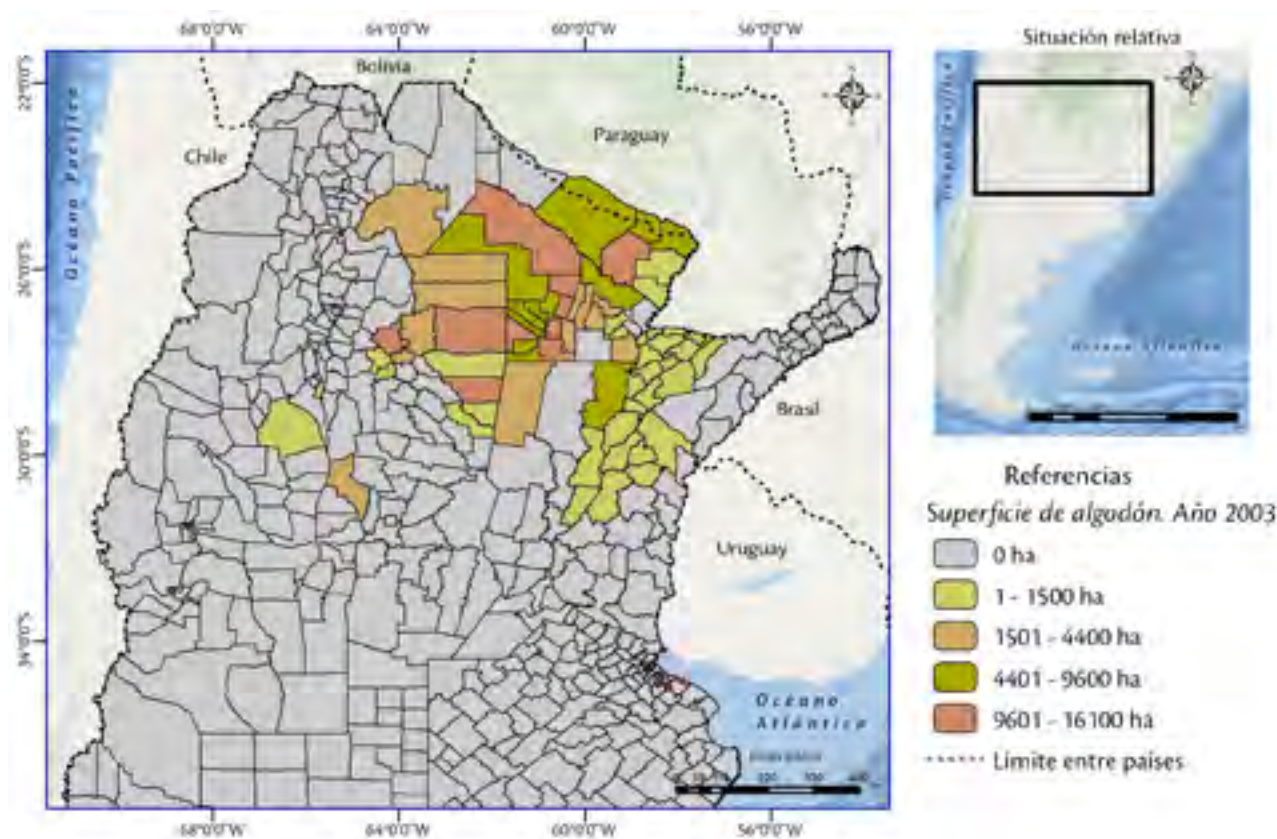 68°0'0"W 64°0'0"W 60°0'0"W 56°0'0"W
Situación relativa
Bolivia
22°0'0"S
Paraguay
Chile
Océano Pacífico
26°0'0"S
Océano Atlántico
Brasil
30°0'0"S
Referencias
Superficie de algodón. Año 2003
Uruguay
0 ha
1 - 1500 ha
34°0'0"S
1501 - 4400 ha
4401 - 9600 ha
Océano
Atlántico
9601 - 16100 ha
Límite entre países
68°0'0"W 64°0'0"W 60°0'0"W 56°0'0"W